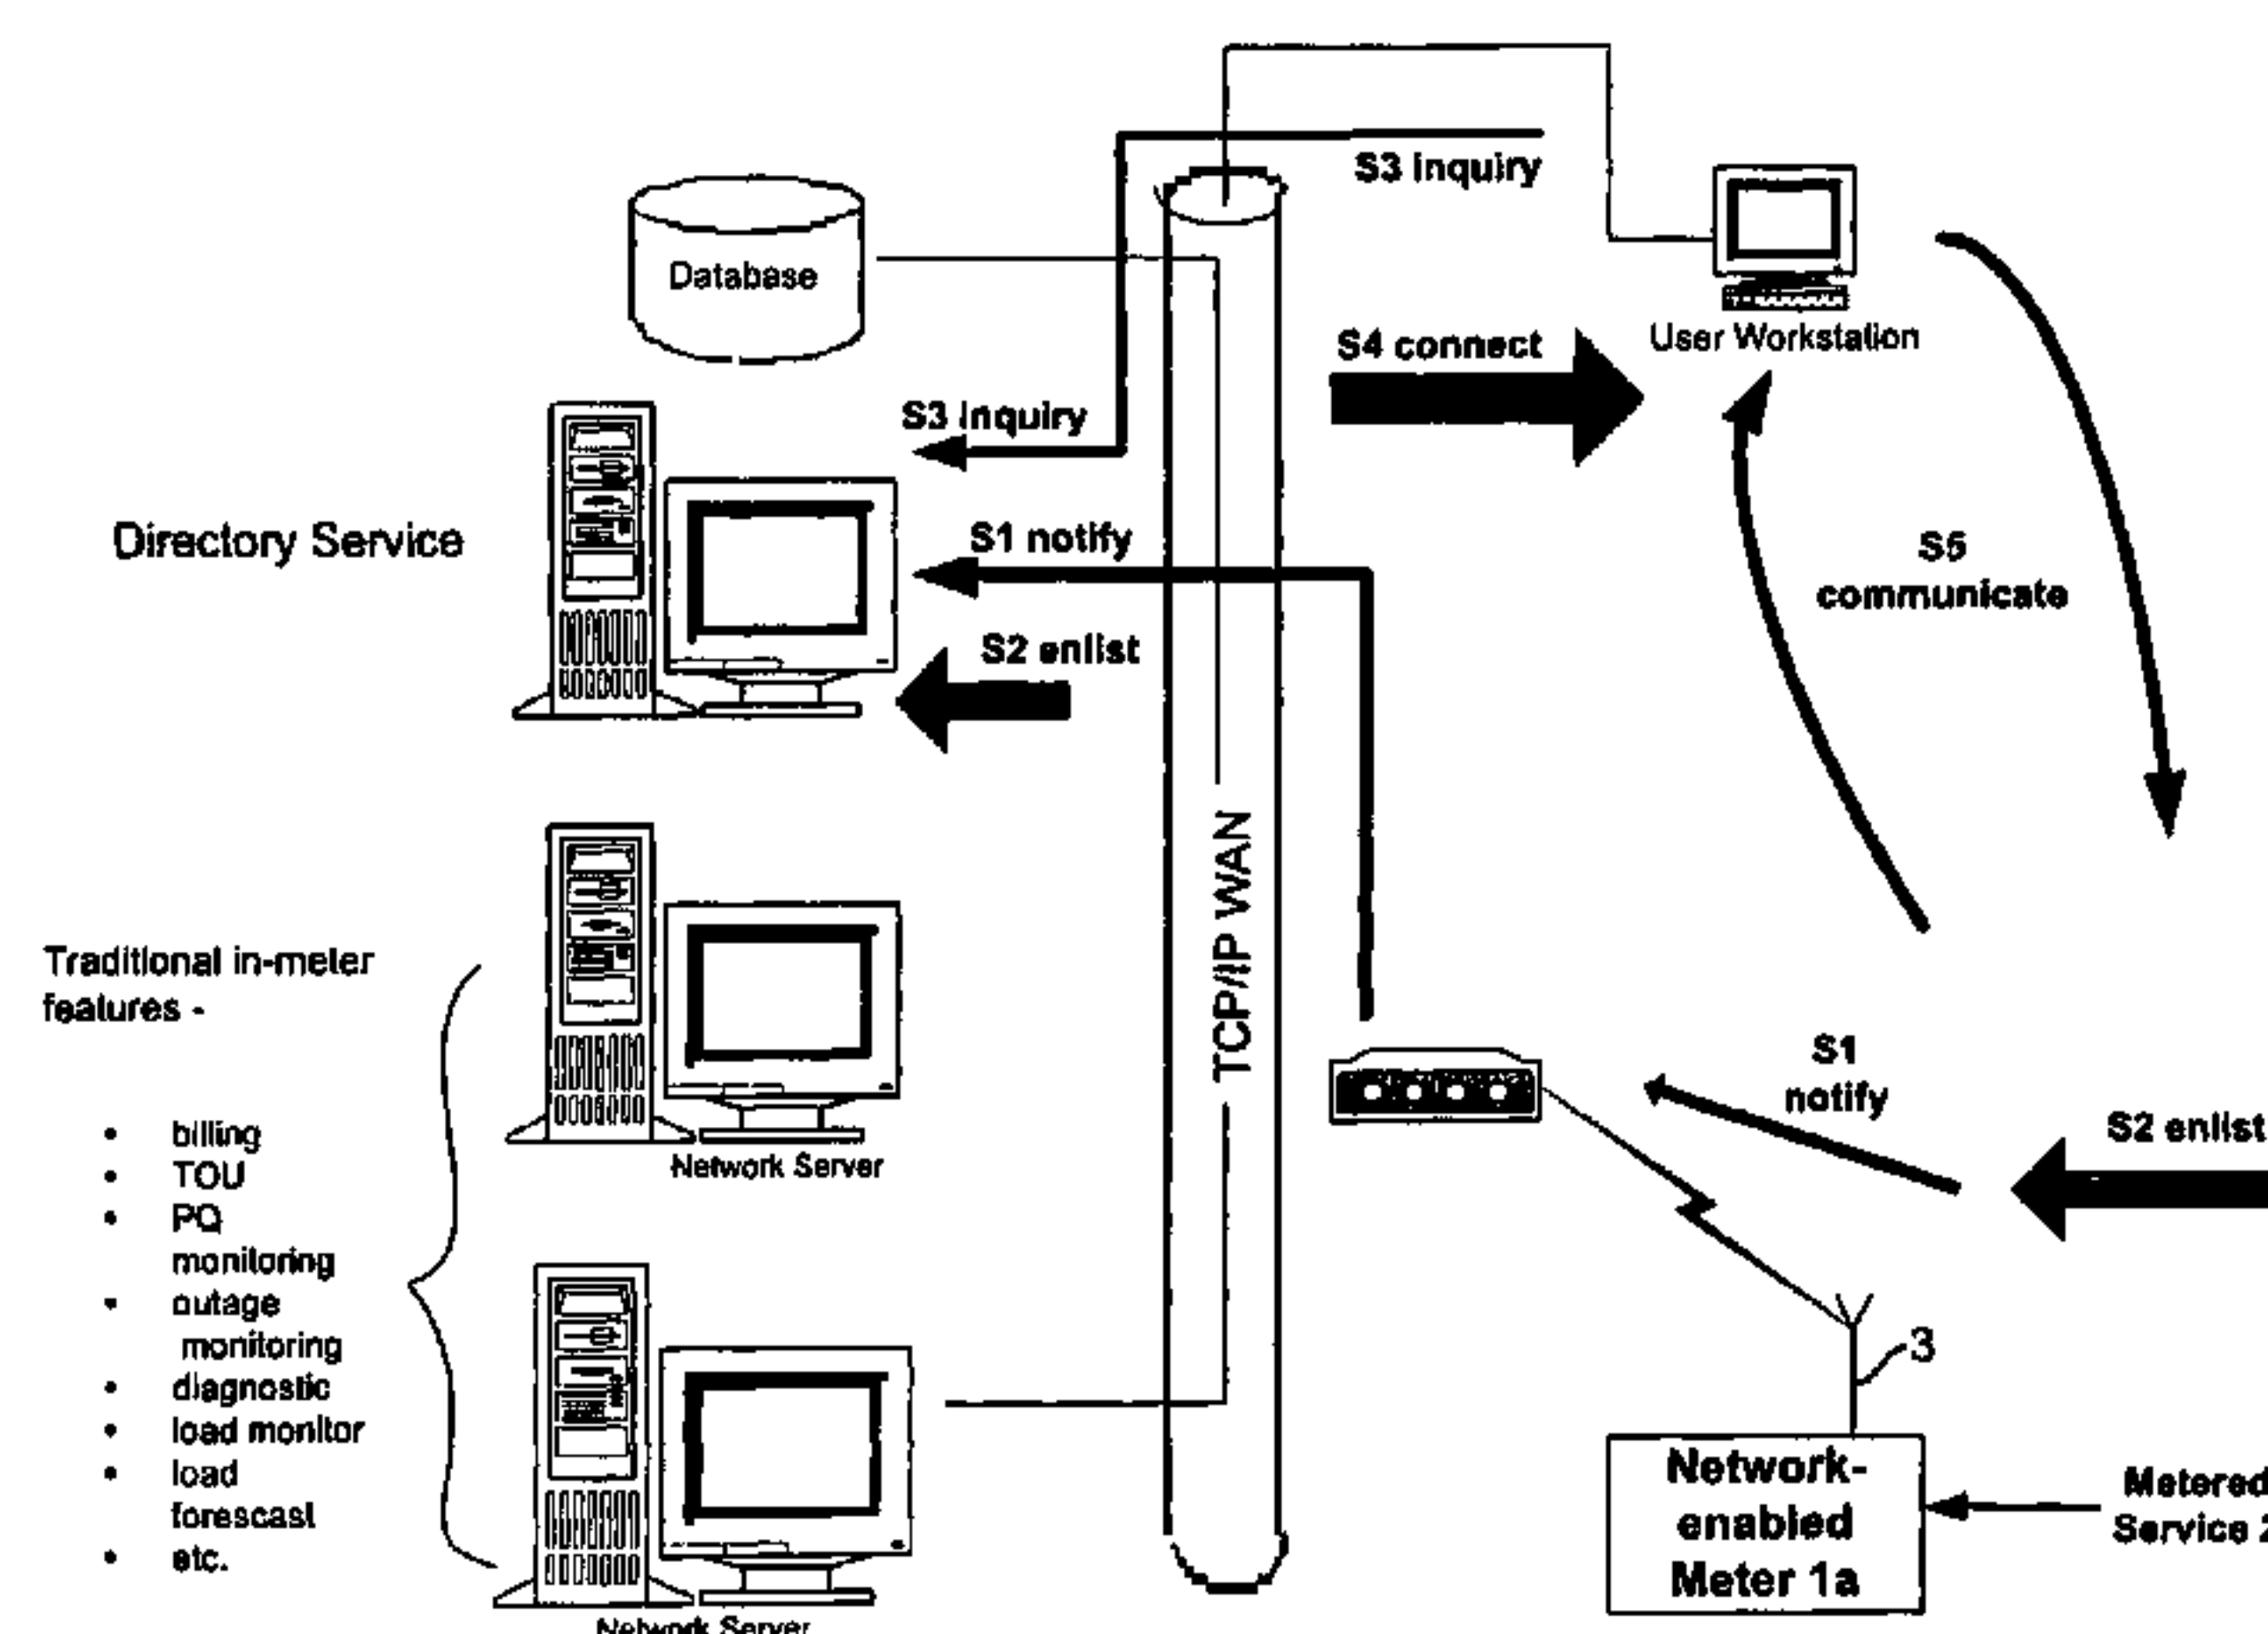 S3 inquiry
Database
User Workstation
S4 connect
S3 inquiry
Directory Service
S1 notify
S5
communicate
S2 enlist
TCP/IP WAN
Traditional in-meter
features -
• billing
• TOU
• PQ
monitoring
• outage
monitoring
• diagnostic
• load monitor
• load
forescast
• etc.
Network Server
S1
notify
S2 enlist
3
Network-
enabled
Meter 1a
Metered
Service 2
Network Server